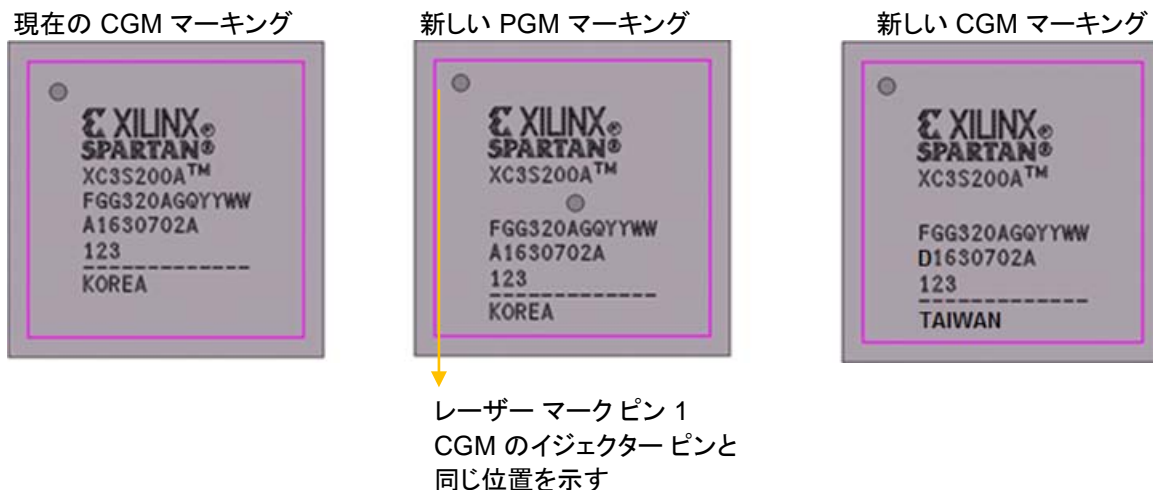 現在の CGM マーキング
XILINX®
SPARTAN®
XC3S200A™
FGG320AGQYYWW
A1630702A
123
KOREA
新しい PGM マーキング
XILINX®
SPARTAN®
XC3S200A™
FGG320AGQYYWW
A1630702A
123
KOREA
レーザー マーク ピン 1
CGM のイジェクター ピンと
同じ位置を示す
新しい CGM マーキング
XILINX®
SPARTAN®
XC3S200A™
FGG320AGQYYWW
D1630702A
123
TAIWAN